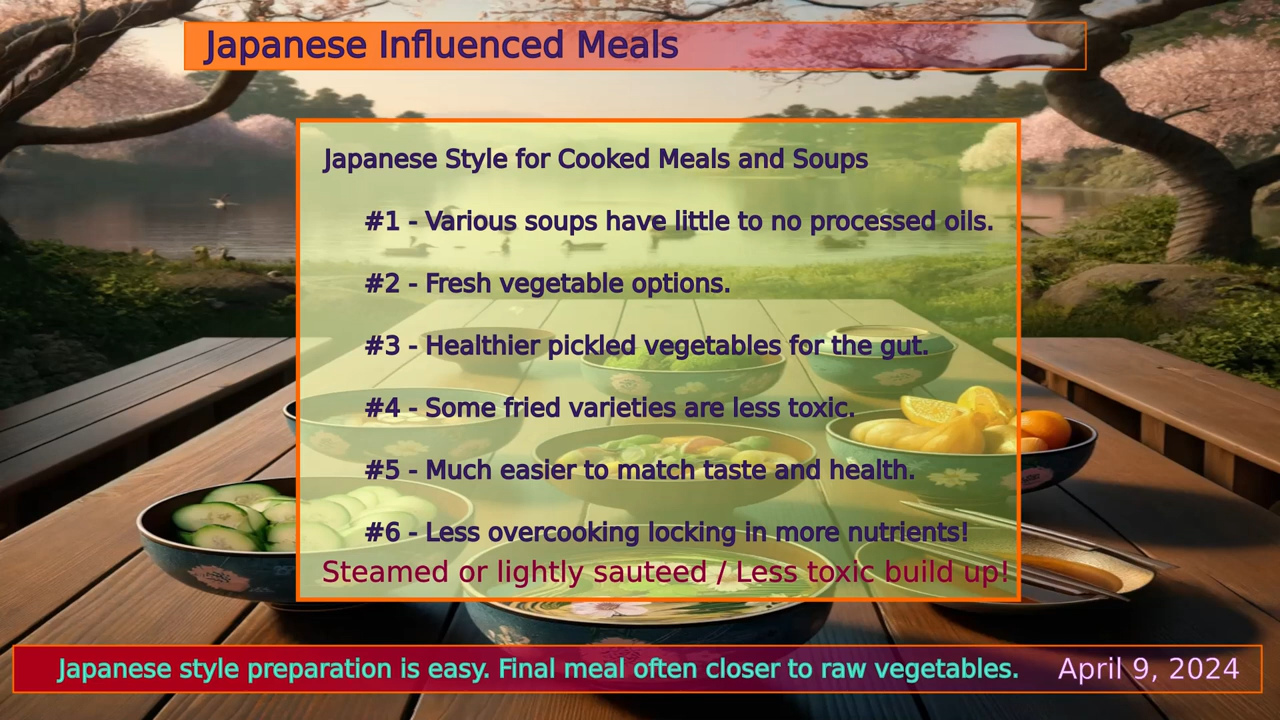 Japanese Influenced Meals
Japanese Style for Cooked Meals and Soups
#1 - Various soups have little to no processed oils.
#2 - Fresh vegetable options.
#3 - Healthier pickled vegetables for the gut.
#4 - Some fried varieties are less toxic.
#5 - Much easier to match taste and health.
#6 - Less overcooking locking in more nutrients!
Steamed or lightly sauteed / Less toxic build up!
Japanese style preparation is easy. Final meal often closer to raw vegetables.
April 9, 2024